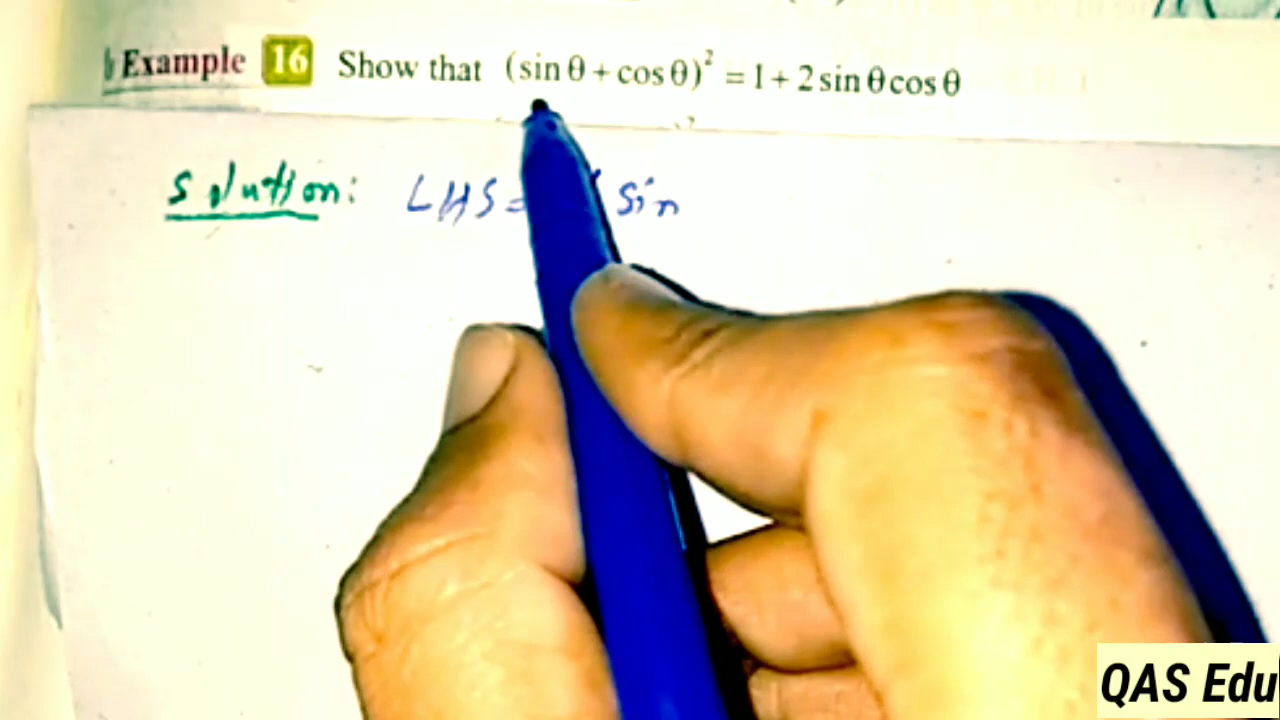 Example 16 Show that (sin θ + cos θ)² = 1 + 2 sin θ cos θ
Solution: LHS = ( sin
QAS Edu